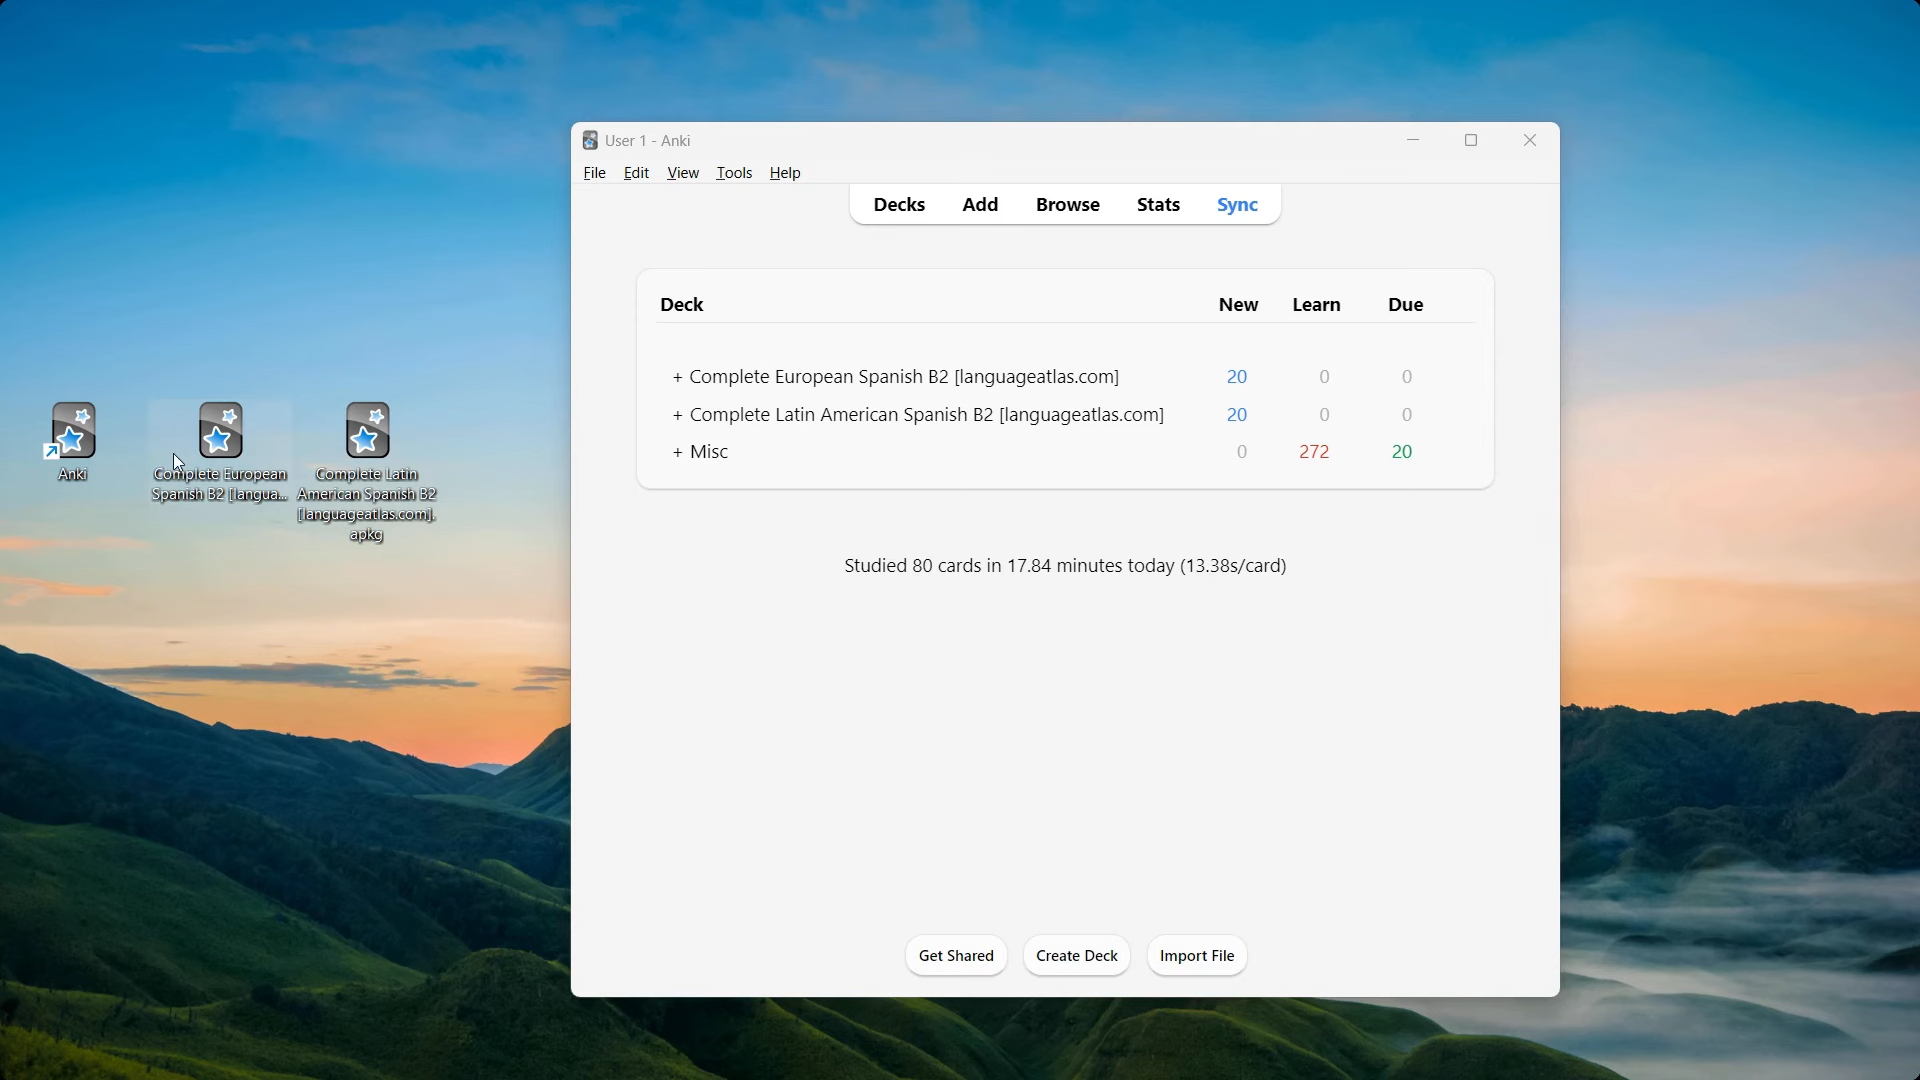 User 1 - Anki
File Edit View Tools Help
Decks Add Browse Stats Sync
Deck New Learn Due
+ Complete European Spanish B2 [languageatlas.com] 20 0 0
+ Complete Latin American Spanish B2 [languageatlas.com] 20 0 0
+ Misc 0 272 20
Studied 80 cards in 17.84 minutes today (13.38s/card)
Get Shared Create Deck Import File
Anki
Complete European
Spanish B2 [langua...
Complete Latin
American Spanish B2
[languageatlas.com].
apkg